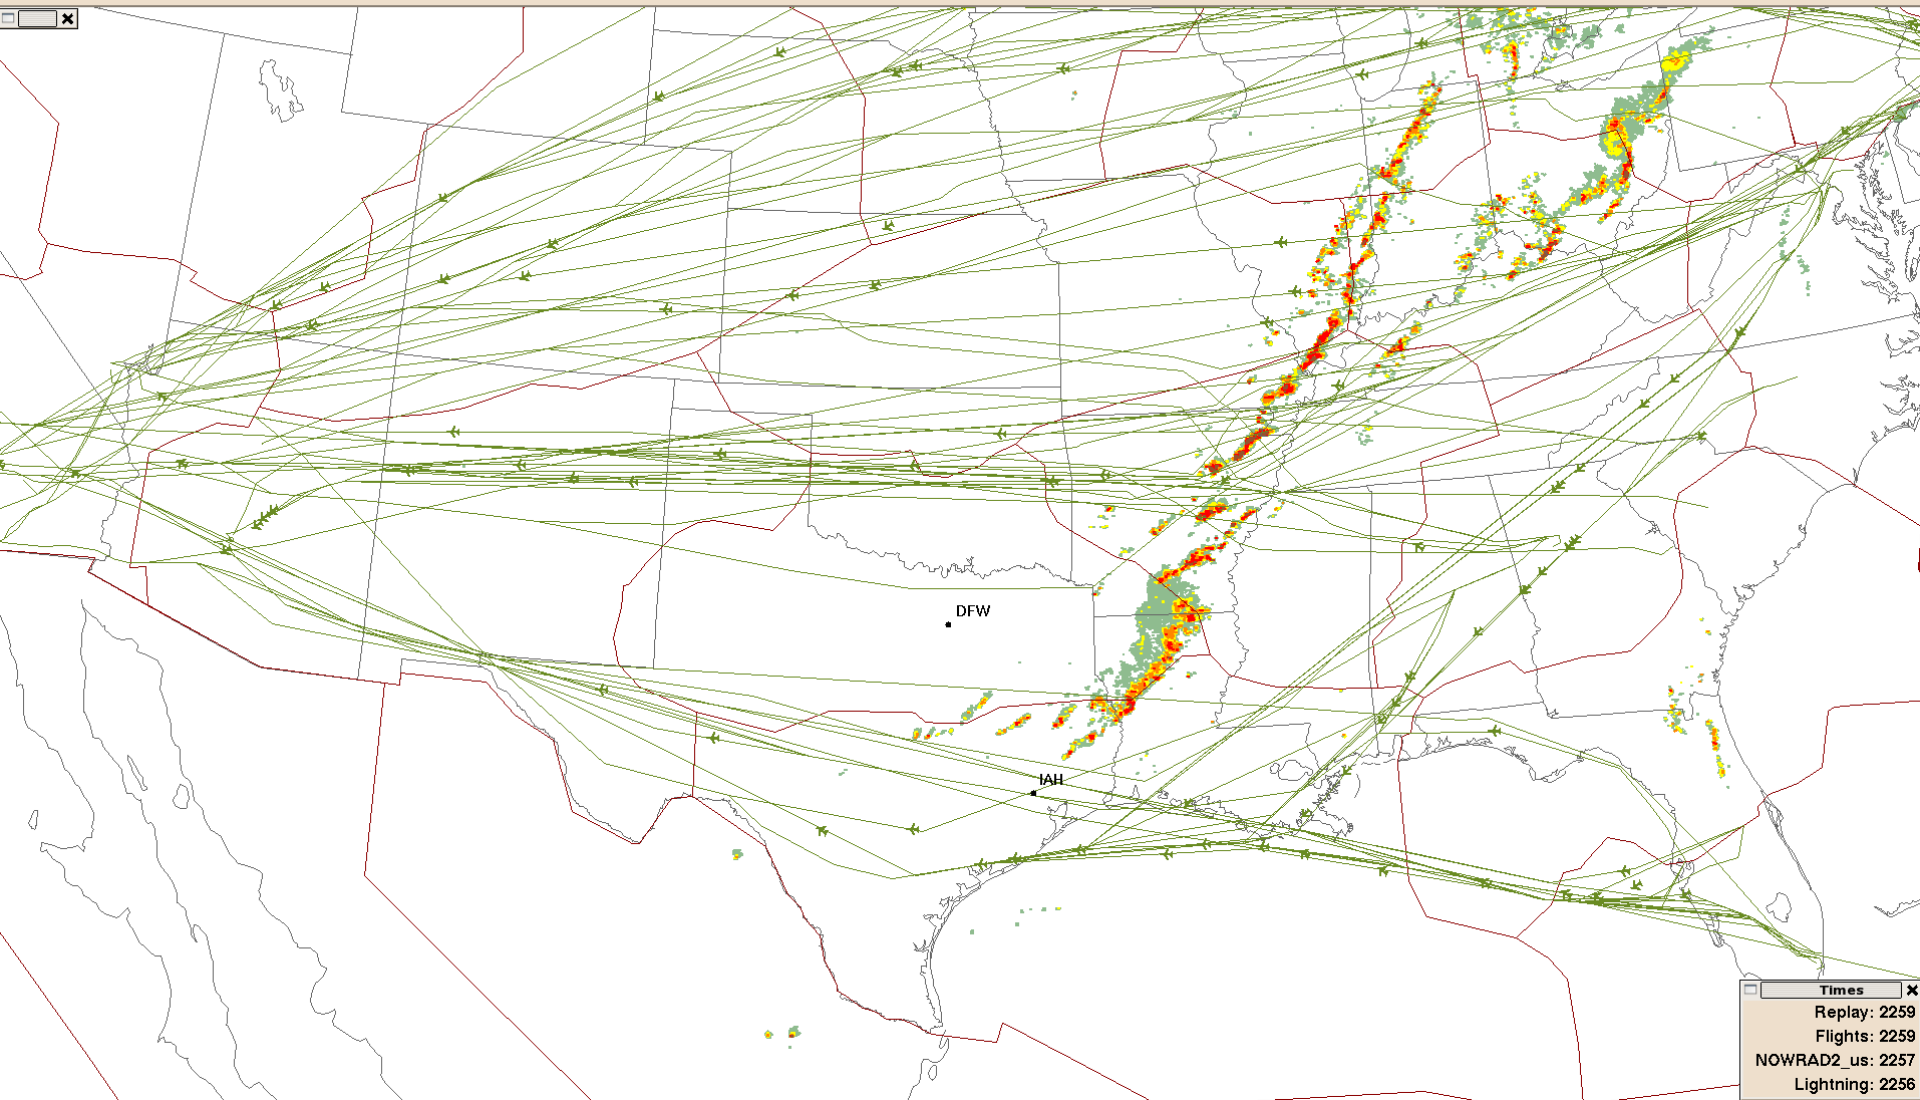 DFW
IAH
Times
Replay: 2259
Flights: 2259
NOWRAD2_us: 2257
Lightning: 2256